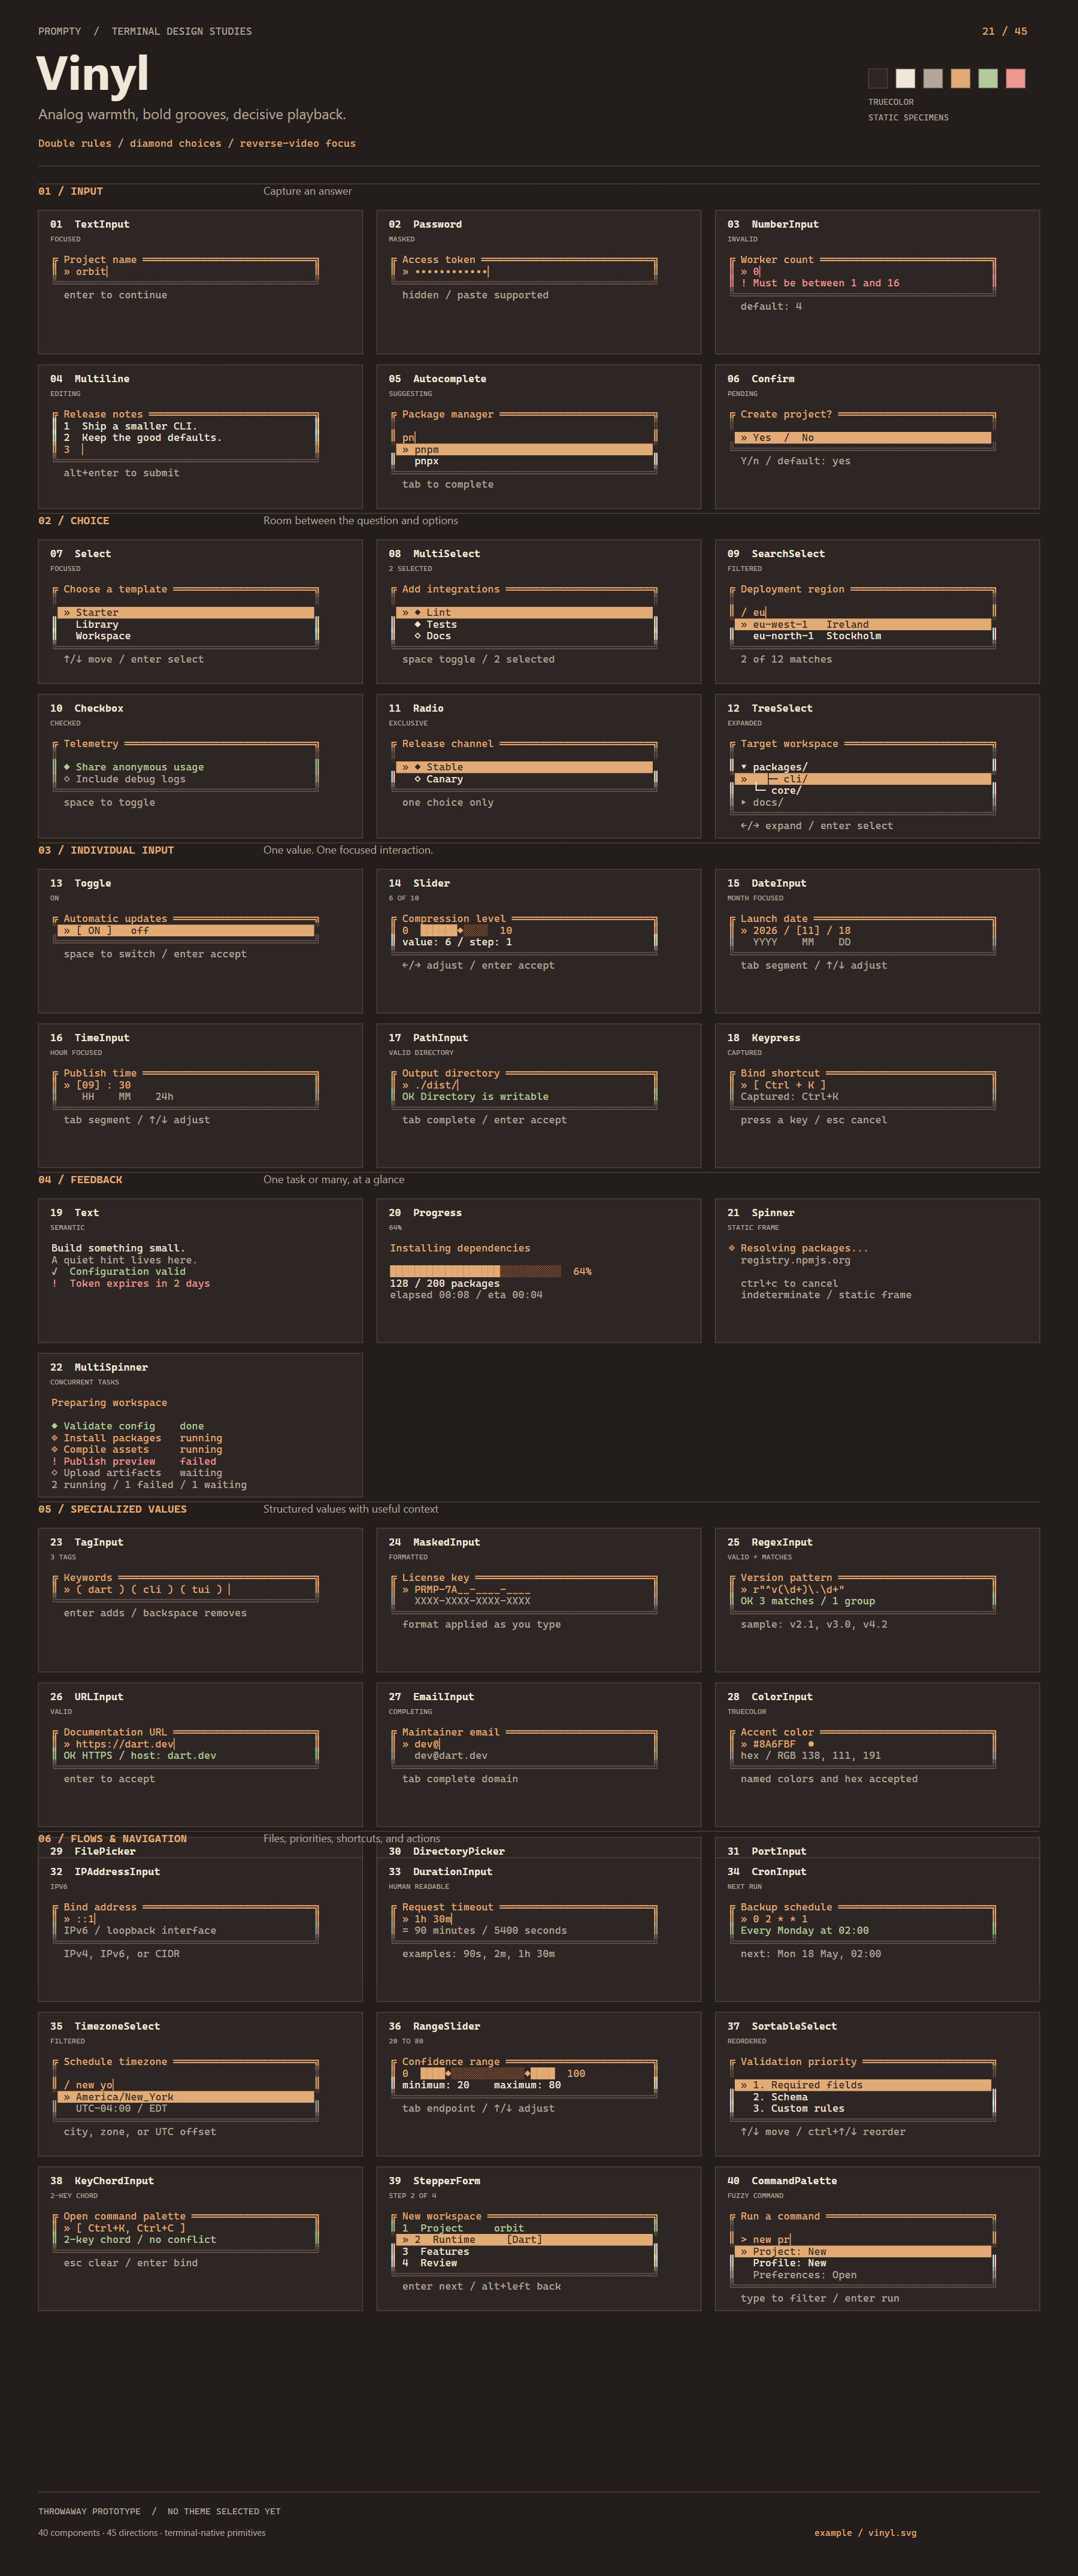 PROMPTY / TERMINAL DESIGN STUDIES
21 / 45
Vinyl
Analog warmth, bold grooves, decisive playback.
TRUECOLOR
STATIC SPECIMENS
Double rules / diamond choices / reverse-video focus
01 / INPUT
Capture an answer
01 TextInput
FOCUSED
Project name
» orbit
enter to continue
02 Password
MASKED
Access token
» ••••••••••••
hidden / paste supported
03 NumberInput
INVALID
Worker count
» 0
! Must be between 1 and 16
default: 4
04 Multiline
EDITING
Release notes
1 Ship a smaller CLI.
2 Keep the good defaults.
3
alt+enter to submit
05 Autocomplete
SUGGESTING
Package manager
pn
» pnpm
pnpx
tab to complete
06 Confirm
PENDING
Create project?
» Yes / No
Y/n / default: yes
02 / CHOICE
Room between the question and options
07 Select
FOCUSED
Choose a template
» Starter
Library
Workspace
↑/↓ move / enter select
08 MultiSelect
2 SELECTED
Add integrations
» ◆ Lint
◆ Tests
◇ Docs
space toggle / 2 selected
09 SearchSelect
FILTERED
Deployment region
/ eu
» eu-west-1 Ireland
eu-north-1 Stockholm
2 of 12 matches
10 Checkbox
CHECKED
Telemetry
◆ Share anonymous usage
◇ Include debug logs
space to toggle
11 Radio
EXCLUSIVE
Release channel
» ◆ Stable
◇ Canary
one choice only
12 TreeSelect
EXPANDED
Target workspace
▾ packages/
» ├─ cli/
└─ core/
▸ docs/
←/→ expand / enter select
03 / INDIVIDUAL INPUT
One value. One focused interaction.
13 Toggle
ON
Automatic updates
» [ ON ] off
space to switch / enter accept
14 Slider
6 OF 10
Compression level
0 10
value: 6 / step: 1
←/→ adjust / enter accept
15 DateInput
MONTH FOCUSED
Launch date
» 2026 / [11] / 18
YYYY MM DD
tab segment / ↑/↓ adjust
16 TimeInput
HOUR FOCUSED
Publish time
» [09] : 30
HH MM 24h
tab segment / ↑/↓ adjust
17 PathInput
VALID DIRECTORY
Output directory
» ./dist/
OK Directory is writable
tab complete / enter accept
18 Keypress
CAPTURED
Bind shortcut
» [ Ctrl + K ]
Captured: Ctrl+K
press a key / esc cancel
04 / FEEDBACK
One task or many, at a glance
19 Text
SEMANTIC
Build something small.
A quiet hint lives here.
√ Configuration valid
! Token expires in 2 days
20 Progress
64%
Installing dependencies
64%
128 / 200 packages
elapsed 00:08 / eta 00:04
21 Spinner
STATIC FRAME
◈ Resolving packages...
registry.npmjs.org
ctrl+c to cancel
indeterminate / static frame
22 MultiSpinner
CONCURRENT TASKS
Preparing workspace
◆ Validate config done
◈ Install packages running
◈ Compile assets running
! Publish preview failed
◇ Upload artifacts waiting
2 running / 1 failed / 1 waiting
05 / SPECIALIZED VALUES
Structured values with useful context
23 TagInput
3 TAGS
Keywords
» ( dart ) ( cli ) ( tui )
enter adds / backspace removes
24 MaskedInput
FORMATTED
License key
» PRMP-7A__-____-____
XXXX-XXXX-XXXX-XXXX
format applied as you type
25 RegexInput
VALID + MATCHES
Version pattern
» r"^v(\d+)\.\d+"
OK 3 matches / 1 group
sample: v2.1, v3.0, v4.2
26 URLInput
VALID
Documentation URL
» https://dart.dev
OK HTTPS / host: dart.dev
enter to accept
27 EmailInput
COMPLETING
Maintainer email
» dev@
dev@dart.dev
tab complete domain
28 ColorInput
TRUECOLOR
Accent color
» #8A6FBF ●
hex / RGB 138, 111, 191
named colors and hex accepted
06 / FLOWS & NAVIGATION
Files, priorities, shortcuts, and actions
29 FilePicker
30 DirectoryPicker
31 PortInput
32 IPAddressInput
IPV6
Bind address
» ::1
IPv6 / loopback interface
IPv4, IPv6, or CIDR
33 DurationInput
HUMAN READABLE
Request timeout
» 1h 30m
= 90 minutes / 5400 seconds
examples: 90s, 2m, 1h 30m
34 CronInput
NEXT RUN
Backup schedule
» 0 2 * * 1
Every Monday at 02:00
next: Mon 18 May, 02:00
35 TimezoneSelect
FILTERED
Schedule timezone
/ new yo
» America/New_York
UTC-04:00 / EDT
city, zone, or UTC offset
36 RangeSlider
20 TO 80
Confidence range
0 100
minimum: 20 maximum: 80
tab endpoint / ↑/↓ adjust
37 SortableSelect
REORDERED
Validation priority
» 1. Required fields
2. Schema
3. Custom rules
↑/↓ move / ctrl+↑/↓ reorder
38 KeyChordInput
2-KEY CHORD
Open command palette
» [ Ctrl+K, Ctrl+C ]
2-key chord / no conflict
esc clear / enter bind
39 StepperForm
STEP 2 OF 4
New workspace
1 Project orbit
» 2 Runtime [Dart]
3 Features
4 Review
enter next / alt+left back
40 CommandPalette
FUZZY COMMAND
Run a command
> new pr
» Project: New
Profile: New
Preferences: Open
type to filter / enter run
THROWAWAY PROTOTYPE / NO THEME SELECTED YET
40 components · 45 directions · terminal-native primitives
example / vinyl.svg